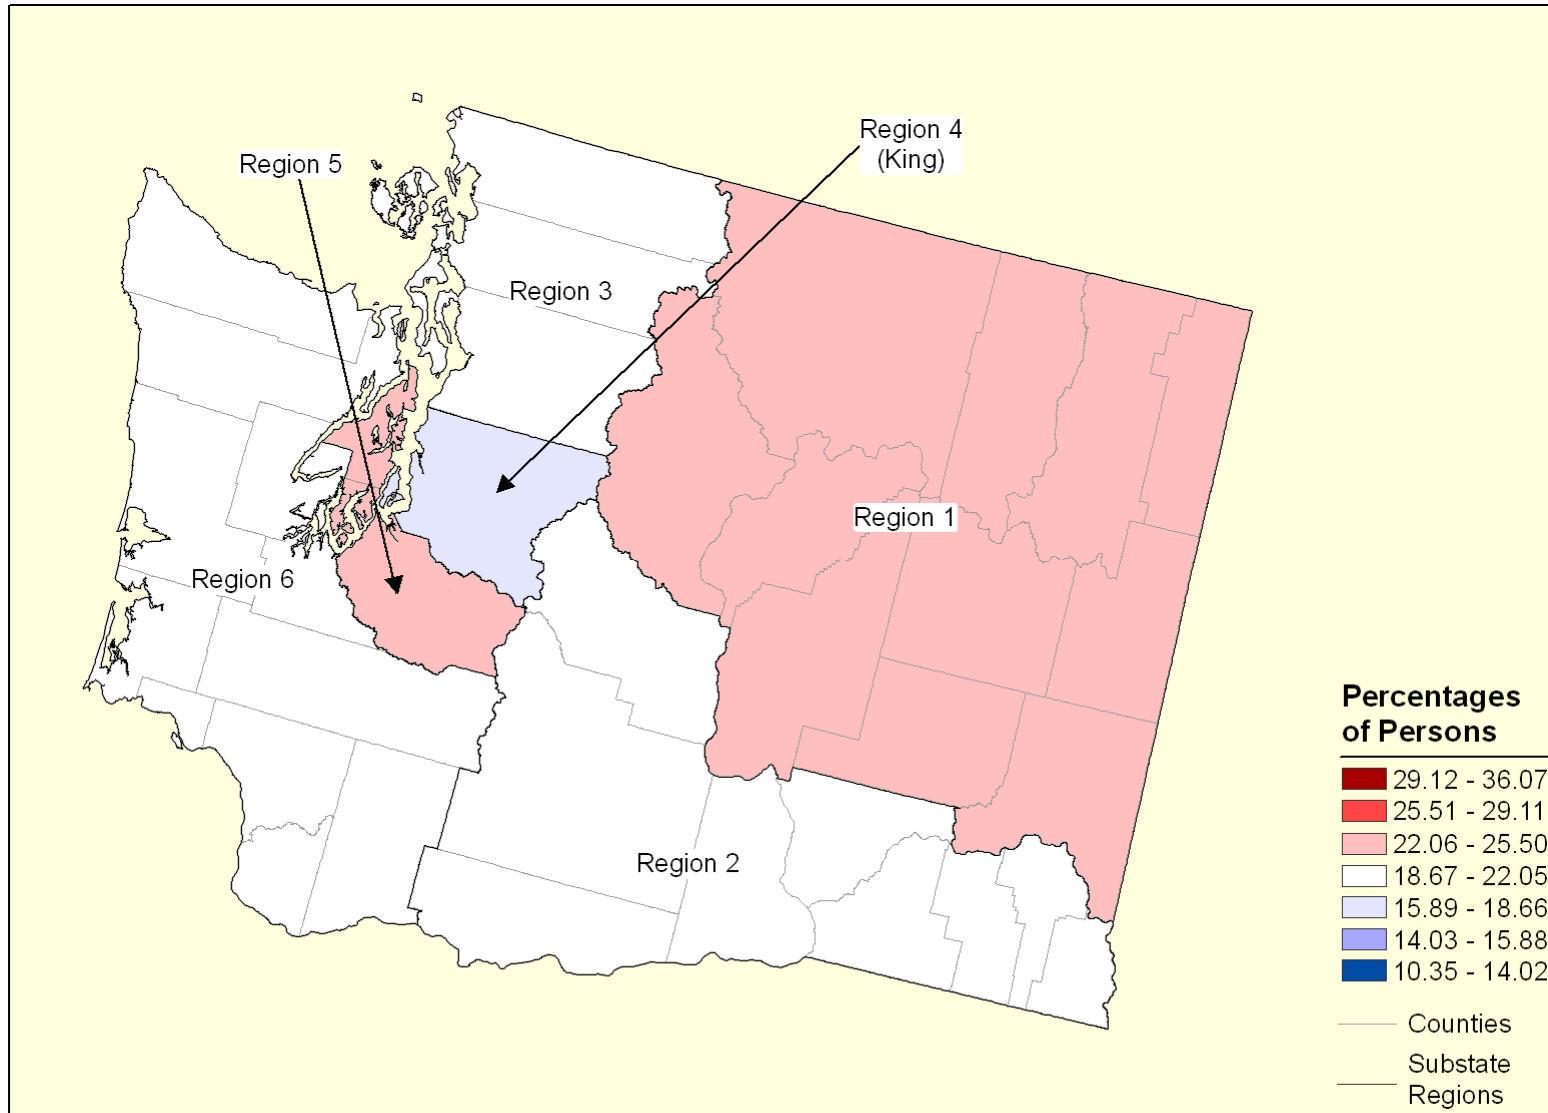 Region 4
(King)
Region 5
Region 3
Region 1
Region 6
Region 2
Percentages
of Persons
29.12 - 36.07
25.51 - 29.11
22.06 - 25.50
18.67 - 22.05
15.89 - 18.66
14.03 - 15.88
10.35 - 14.02
Counties
Substate
Regions